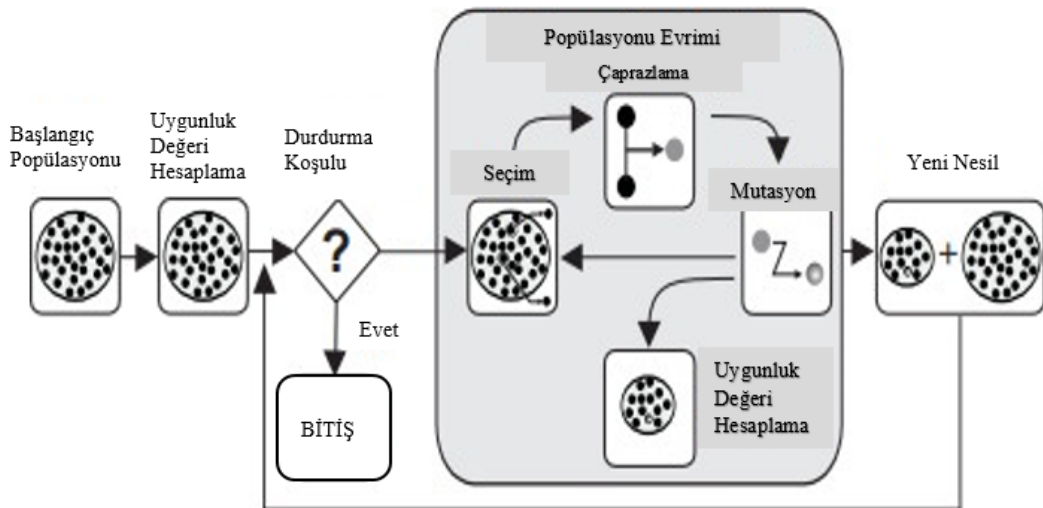 Başlangıç
Popülasyonu
Uygunluk
Değeri
Hesaplama
Durdurma
Koşulu
?
Evet
BİTİŞ
Popülasyonu Evrimi
Çaprazlama
Seçim
Mutasyon
Uygunluk
Değeri
Hesaplama
Yeni Nesil
+